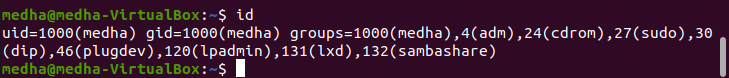 medha@medha-VirtualBox:~$ id
uid=1000(medha) gid=1000(medha) groups=1000(medha),4(adm),24(cdrom),27(sudo),30
(dip),46(plugdev),120(lpadmin),131(lxd),132(sambashare)
medha@medha-VirtualBox:~$